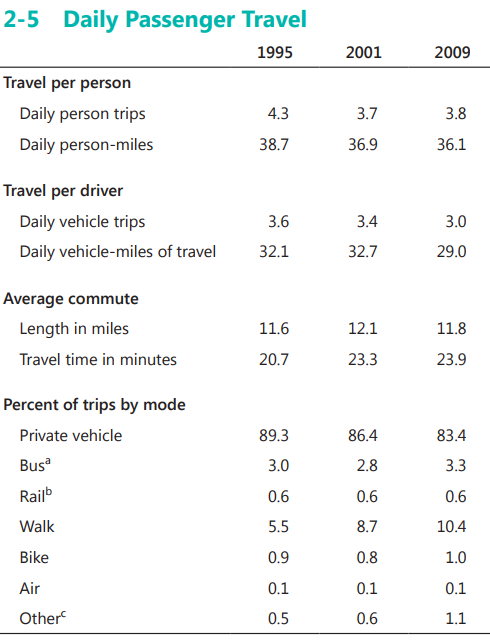 2-5 Daily Passenger Travel
1995 2001 2009
Travel per person
Daily person trips 4.3 3.7 3.8
Daily person-miles 38.7 36.9 36.1
Travel per driver
Daily vehicle trips 3.6 3.4 3.0
Daily vehicle-miles of travel 32.1 32.7 29.0
Average commute
Length in miles 11.6 12.1 11.8
Travel time in minutes 20.7 23.3 23.9
Percent of trips by mode
Private vehicle 89.3 86.4 83.4
Busᵃ 3.0 2.8 3.3
Railᵇ 0.6 0.6 0.6
Walk 5.5 8.7 10.4
Bike 0.9 0.8 1.0
Air 0.1 0.1 0.1
Otherᶜ 0.5 0.6 1.1